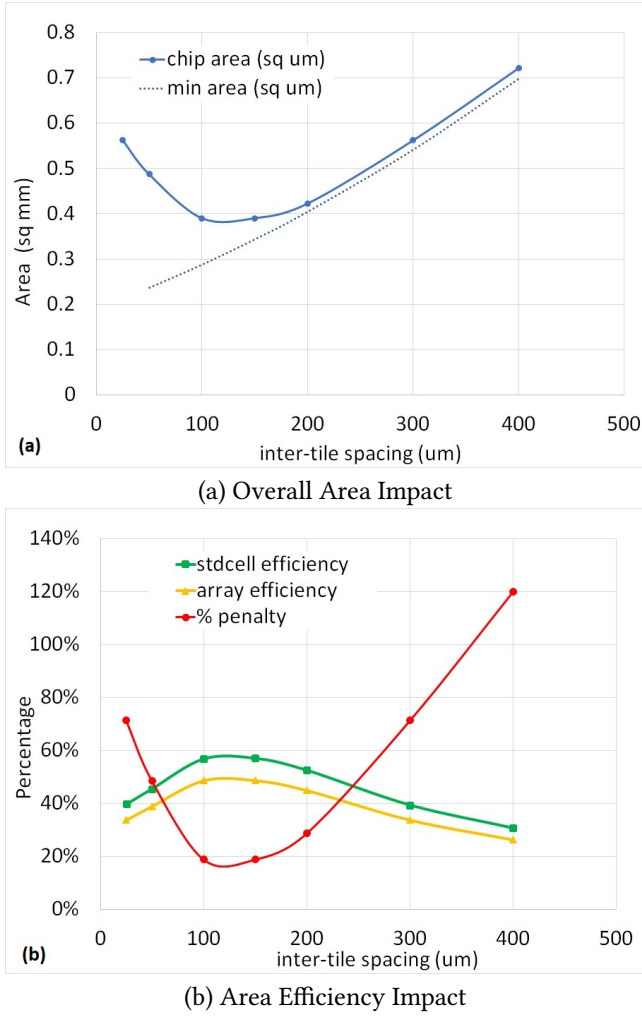 0.8
chip area (sq um)
min area (sq um)
0.7
0.6
0.5
0.4
0.3
0.2
0.1
0
Area (sq mm)
0 100 200 300 400 500
inter-tile spacing (um)
(a)
(a) Overall Area Impact
140%
stdcell efficiency
array efficiency
% penalty
120%
100%
80%
60%
40%
20%
0%
Percentage
0 100 200 300 400 500
inter-tile spacing (um)
(b)
(b) Area Efficiency Impact